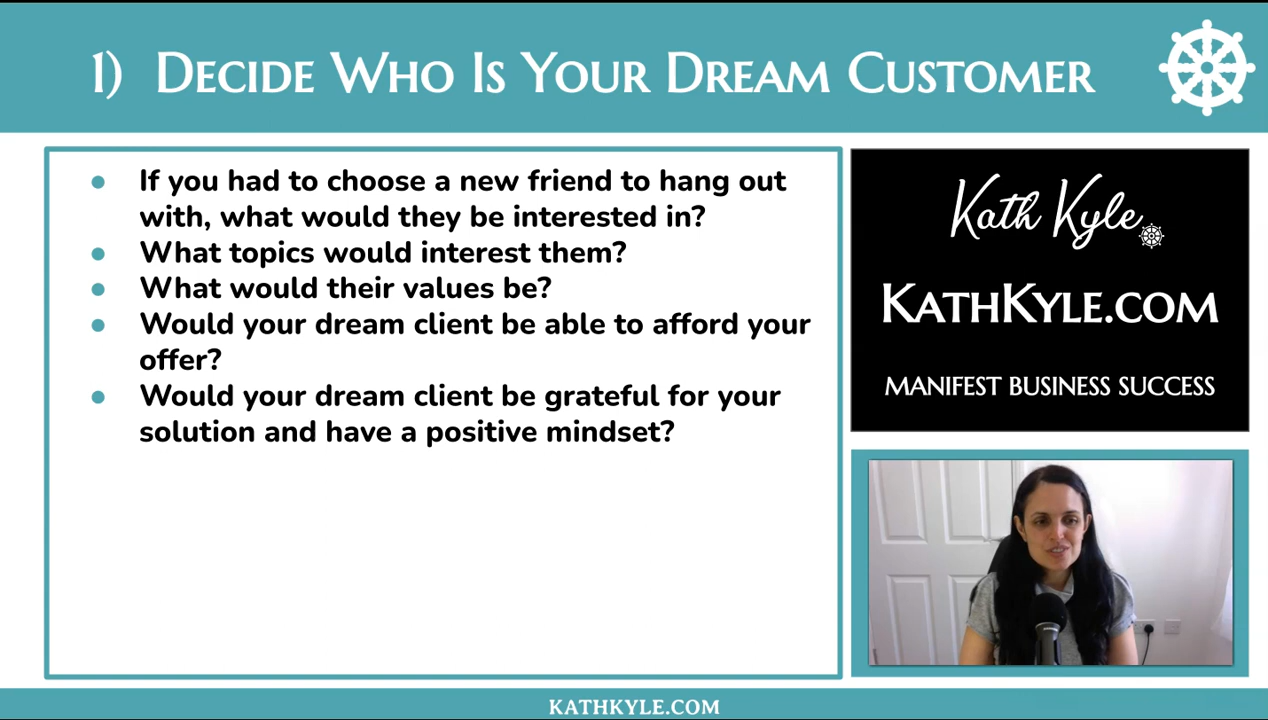 1) Decide Who Is Your Dream Customer
If you had to choose a new friend to hang out
with, what would they be interested in?
What topics would interest them?
What would their values be?
Would your dream client be able to afford your
offer?
Would your dream client be grateful for your
solution and have a positive mindset?
Kath Kyle
KathKyle.com
MANIFEST BUSINESS SUCCESS
KATHKYLE.COM